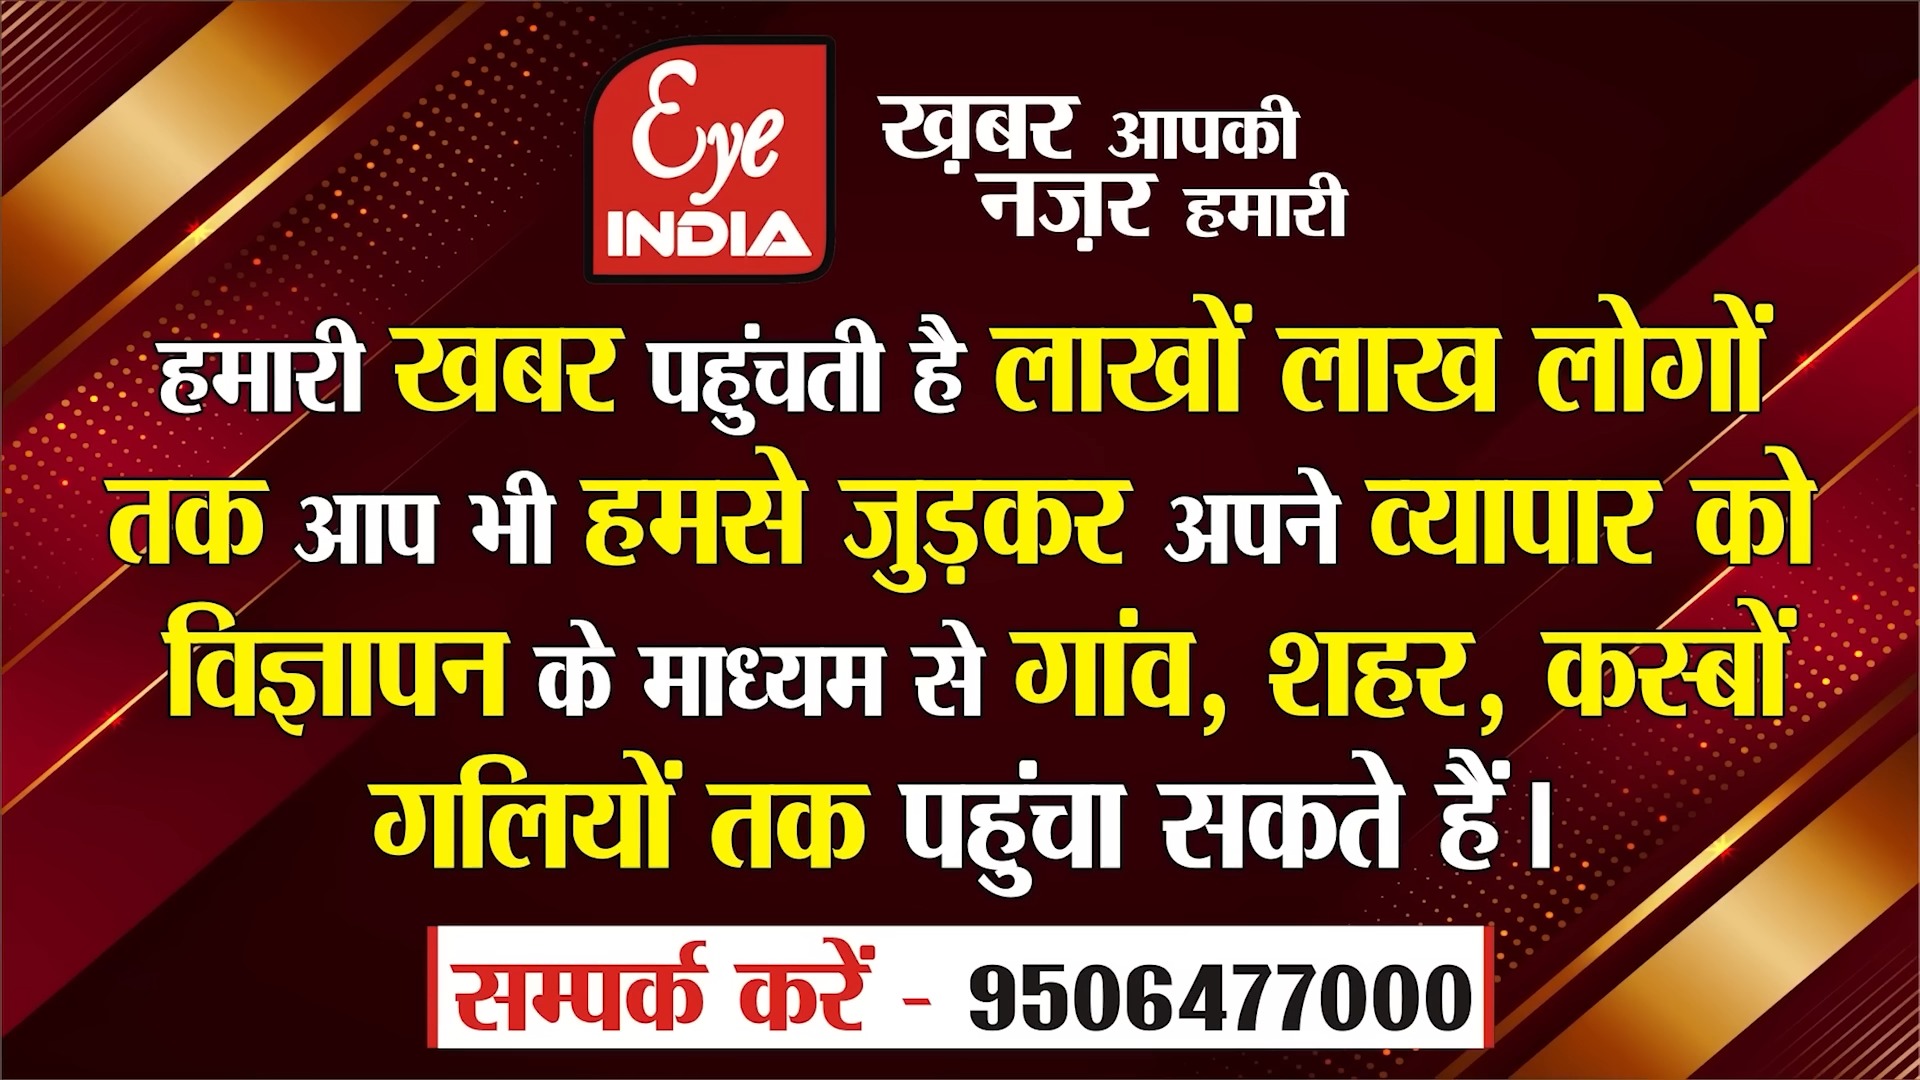 Eye
INDIA
ख़बर आपकी
नज़र हमारी
हमारी खबर पहुंचती है लाखों लाख लोगों
तक आप भी हमसे जुड़कर अपने व्यापार को
विज्ञापन के माध्यम से गांव, शहर, कस्बों
गलियों तक पहुंचा सकते हैं।
सम्पर्क करें - 9506477000